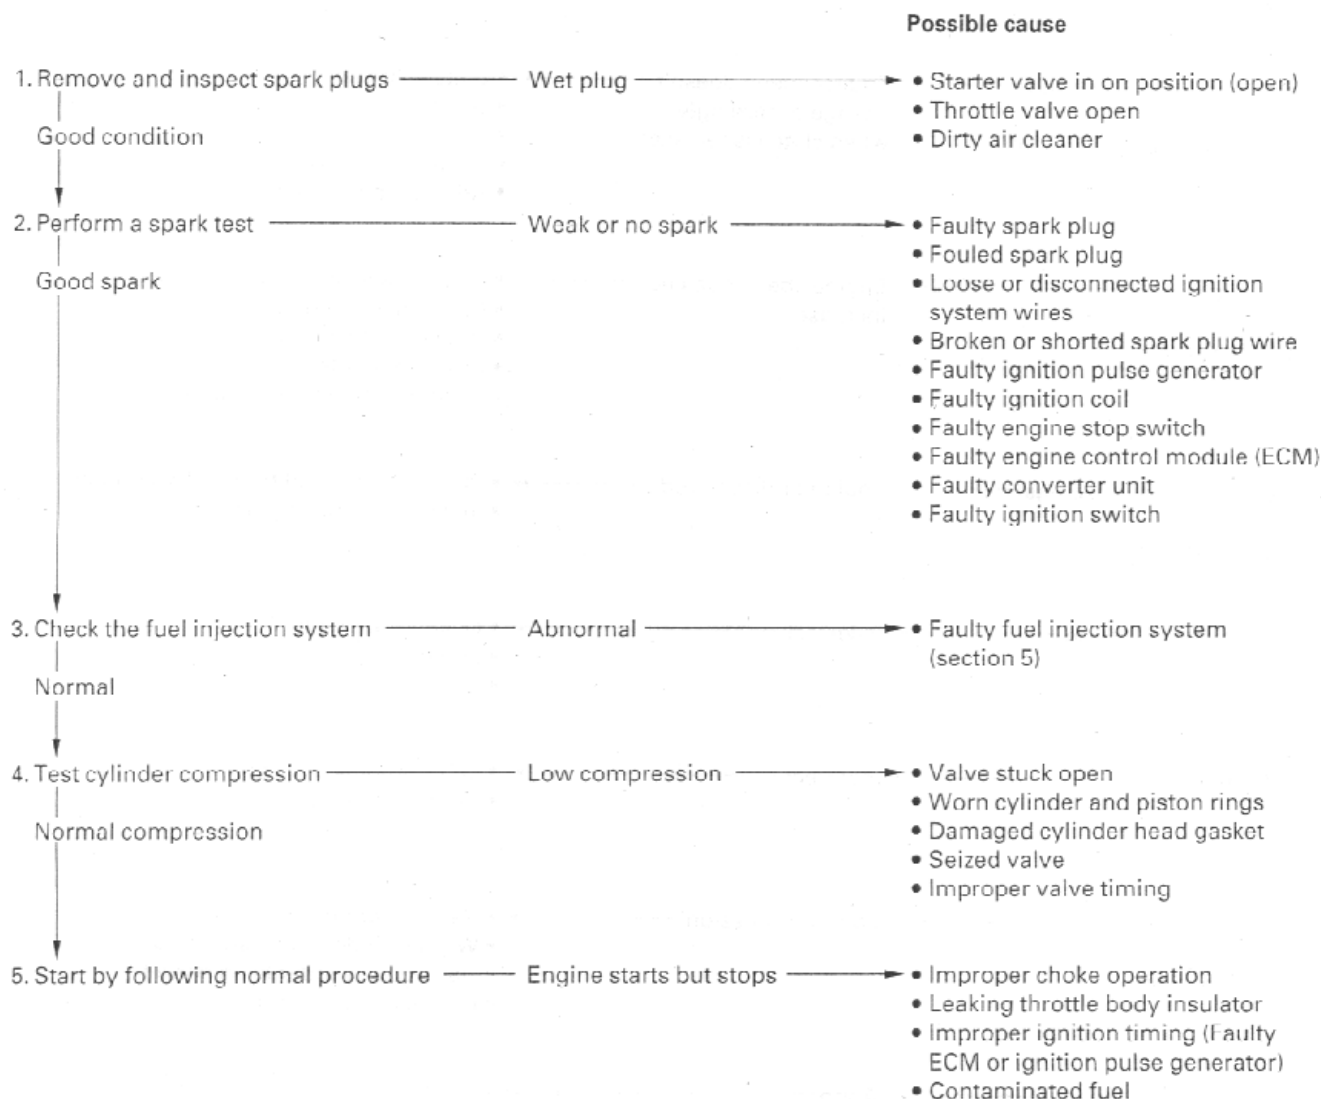 Possible cause
1. Remove and inspect spark plugs Wet plug • Starter valve in on position (open)
• Throttle valve open
Good condition • Dirty air cleaner
2. Perform a spark test Weak or no spark • Faulty spark plug
• Fouled spark plug
Good spark • Loose or disconnected ignition
system wires
• Broken or shorted spark plug wire
• Faulty ignition pulse generator
• Faulty ignition coil
• Faulty engine stop switch
• Faulty engine control module (ECM)
• Faulty converter unit
• Faulty ignition switch
3. Check the fuel injection system Abnormal • Faulty fuel injection system
(section 5)
Normal
4. Test cylinder compression Low compression • Valve stuck open
• Worn cylinder and piston rings
Normal compression • Damaged cylinder head gasket
• Seized valve
• Improper valve timing
5. Start by following normal procedure Engine starts but stops • Improper choke operation
• Leaking throttle body insulator
• Improper ignition timing (Faulty
ECM or ignition pulse generator)
• Contaminated fuel